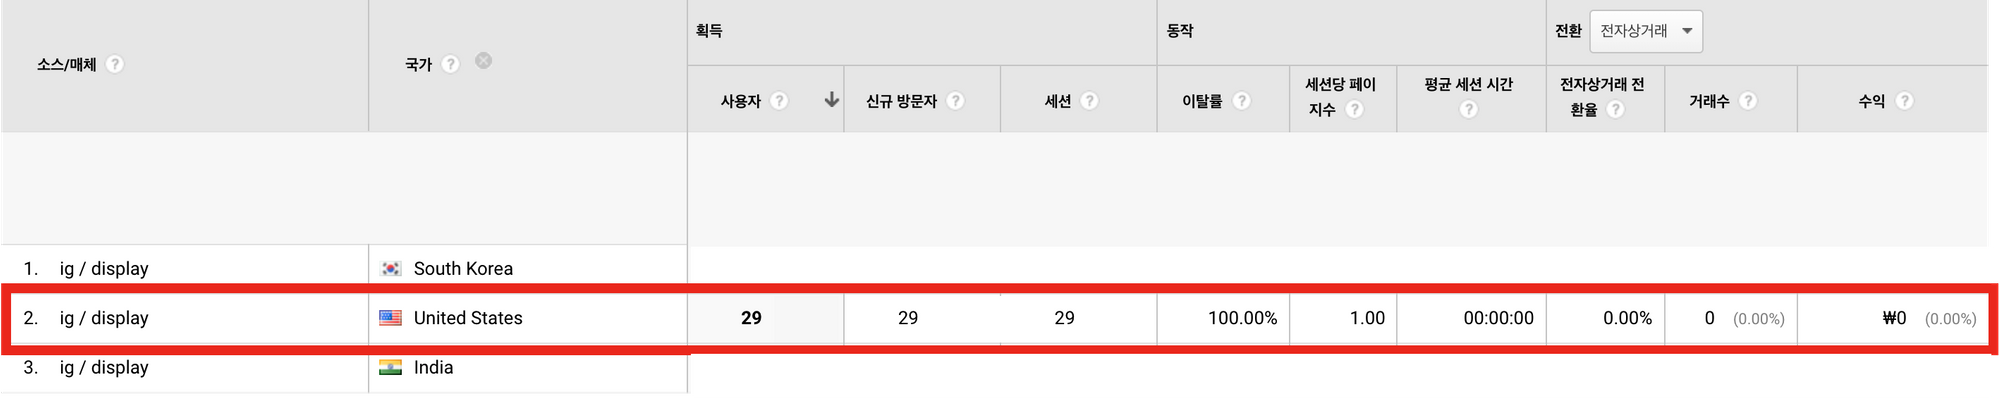 획득
동작
전환 전자상거래
소스/매체 ?
국가 ?
사용자 ?
신규 방문자 ?
세션 ?
이탈률 ?
세션당 페이
지수 ?
평균 세션 시간
?
전자상거래 전
환율 ?
거래수 ?
수익 ?
1. ig / display South Korea
2. ig / display United States 29 29 29 100.00% 1.00 00:00:00 0.00% 0 (0.00%) ₩0 (0.00%)
3. ig / display India